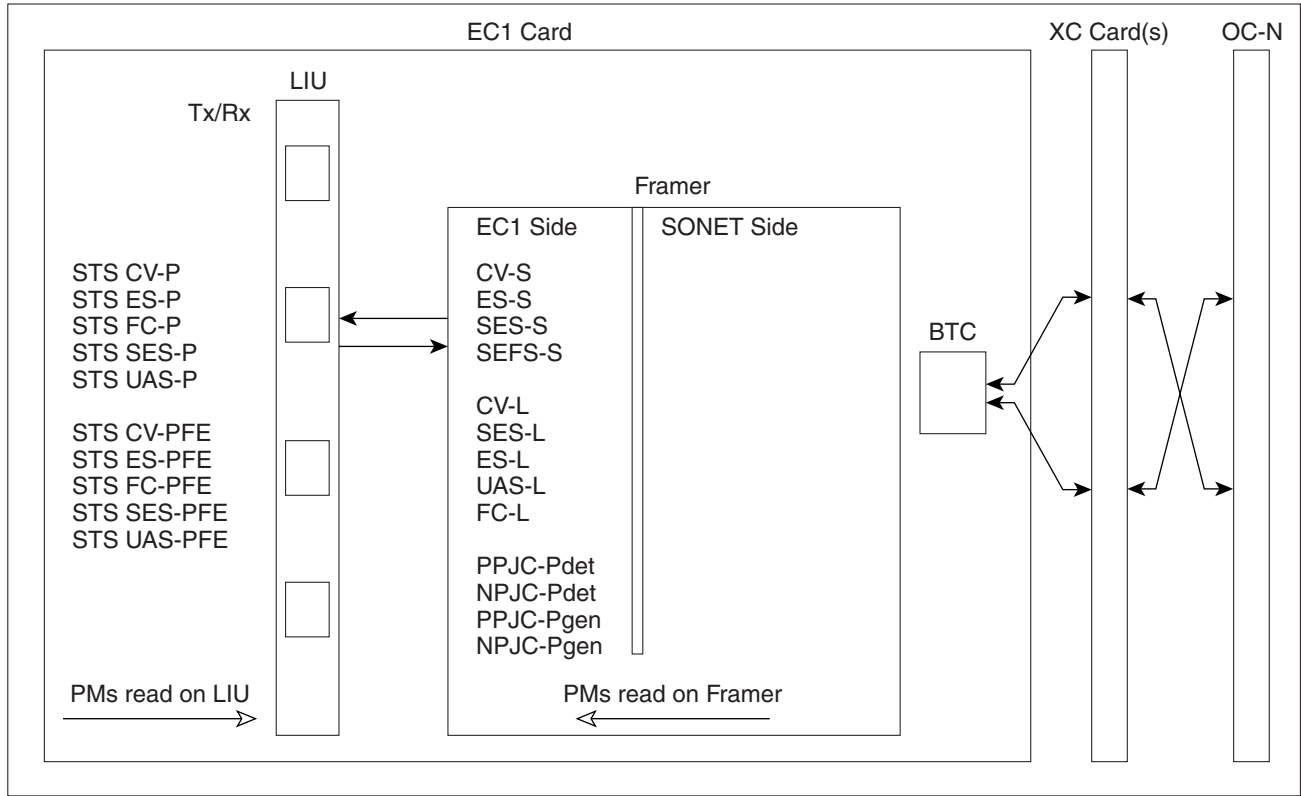 EC1 Card
XC Card(s)
OC-N
LIU
Tx/Rx
Framer
EC1 Side
SONET Side
STS CV-P
STS ES-P
STS FC-P
STS SES-P
STS UAS-P
STS CV-PFE
STS ES-PFE
STS FC-PFE
STS SES-PFE
STS UAS-PFE
CV-S
ES-S
SES-S
SEFS-S
CV-L
SES-L
ES-L
UAS-L
FC-L
PPJC-Pdet
NPJC-Pdet
PPJC-Pgen
NPJC-Pgen
BTC
PMs read on LIU
PMs read on Framer